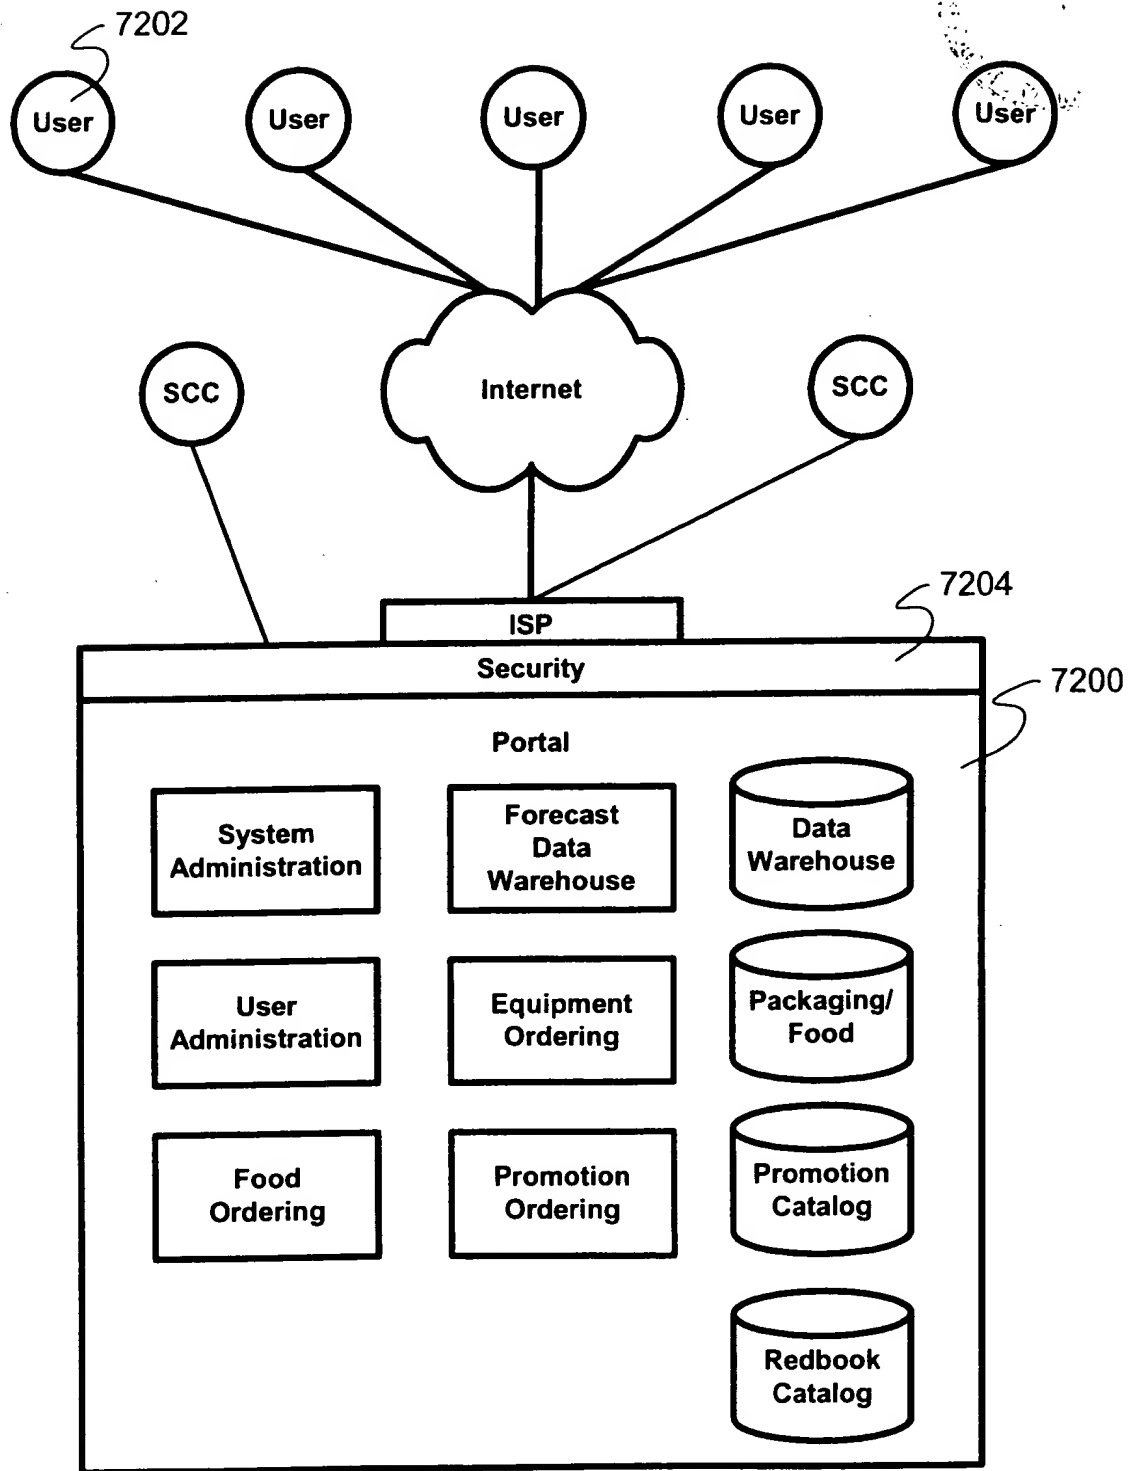 7202
User
User
User
User
User
SCC
Internet
SCC
7204
ISP
Security
7200
Portal
System
Administration
Forecast
Data
Warehouse
Data
Warehouse
User
Administration
Equipment
Ordering
Packaging/
Food
Food
Ordering
Promotion
Ordering
Promotion
Catalog
Redbook
Catalog